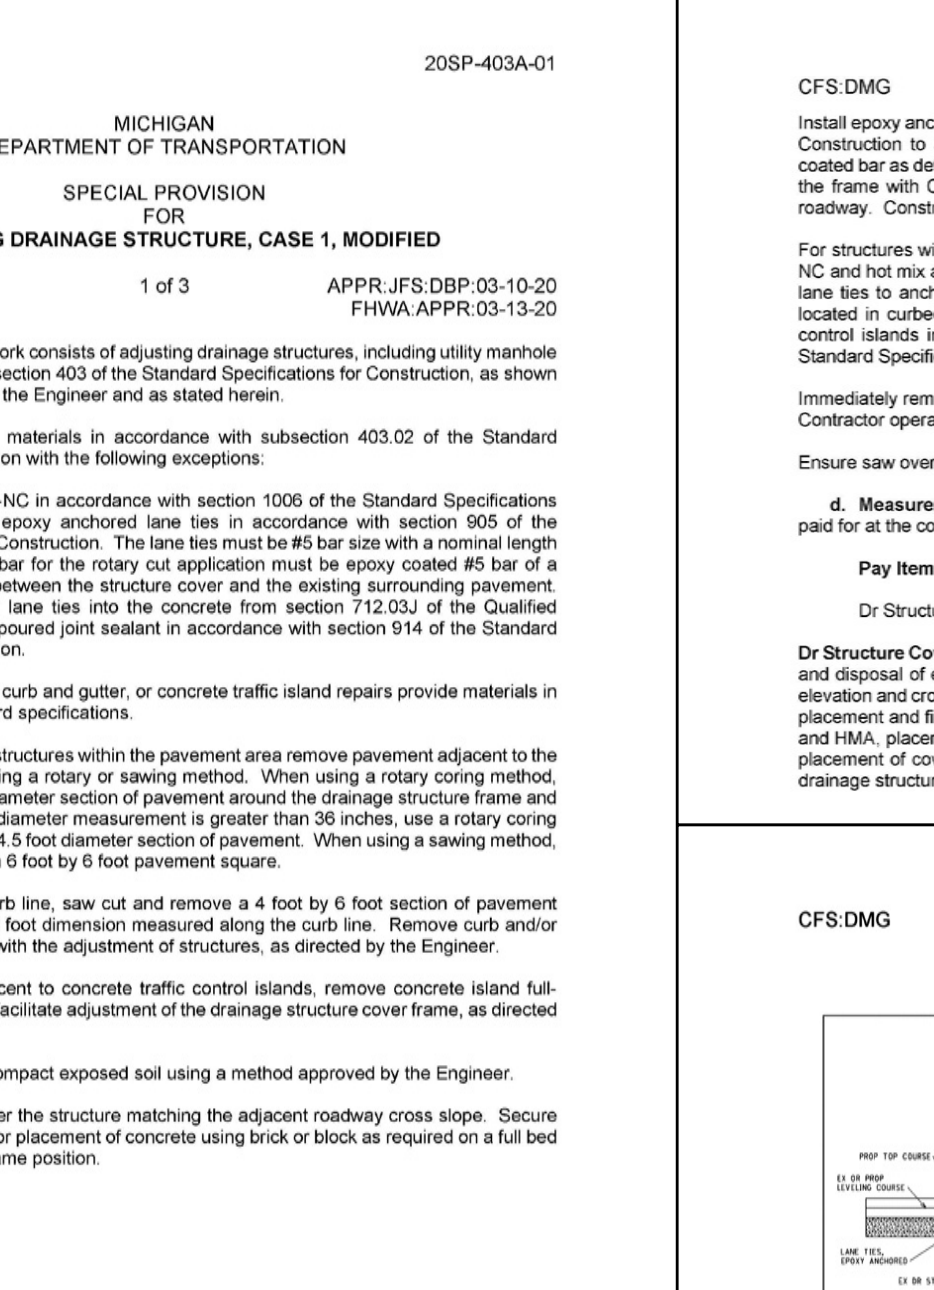 20SP-403A-01
MICHIGAN
EPARTMENT OF TRANSPORTATION
SPECIAL PROVISION
FOR
G DRAINAGE STRUCTURE, CASE 1, MODIFIED
1 of 3 APPR:JFS:DBP:03-10-20
FHWA:APPR:03-13-20
ork consists of adjusting drainage structures, including utility manhole
section 403 of the Standard Specifications for Construction, as shown
the Engineer and as stated herein.
materials in accordance with subsection 403.02 of the Standard
on with the following exceptions:
-NC in accordance with section 1006 of the Standard Specifications
epoxy anchored lane ties in accordance with section 905 of the
Construction. The lane ties must be #5 bar size with a nominal length
bar for the rotary cut application must be epoxy coated #5 bar of a
between the structure cover and the existing surrounding pavement.
lane ties into the concrete from section 712.03J of the Qualified
poured joint sealant in accordance with section 914 of the Standard
on.
curb and gutter, or concrete traffic island repairs provide materials in
rd specifications.
structures within the pavement area remove pavement adjacent to the
ing a rotary or sawing method. When using a rotary coring method,
ameter section of pavement around the drainage structure frame and
diameter measurement is greater than 36 inches, use a rotary coring
4.5 foot diameter section of pavement. When using a sawing method,
6 foot by 6 foot pavement square.
rb line, saw cut and remove a 4 foot by 6 foot section of pavement
foot dimension measured along the curb line. Remove curb and/or
with the adjustment of structures, as directed by the Engineer.
cent to concrete traffic control islands, remove concrete island full-
facilitate adjustment of the drainage structure cover frame, as directed
ompact exposed soil using a method approved by the Engineer.
er the structure matching the adjacent roadway cross slope. Secure
or placement of concrete using brick or block as required on a full bed
ame position.
CFS:DMG
Install epoxy anc
Construction to
coated bar as de
the frame with C
roadway. Constr
For structures wi
NC and hot mix a
lane ties to anch
located in curbe
control islands i
Standard Specifi
Immediately rem
Contractor opera
Ensure saw over
d. Measure
paid for at the co
Pay Item
Dr Struct
Dr Structure Co
and disposal of e
elevation and cro
placement and fi
and HMA, placem
placement of cov
drainage structur
CFS:DMG
PROP TOP COURSE
EX OR PROP
LEVELING COURSE
LANE TIES,
EPOXY ANCHORED
EX OR ST